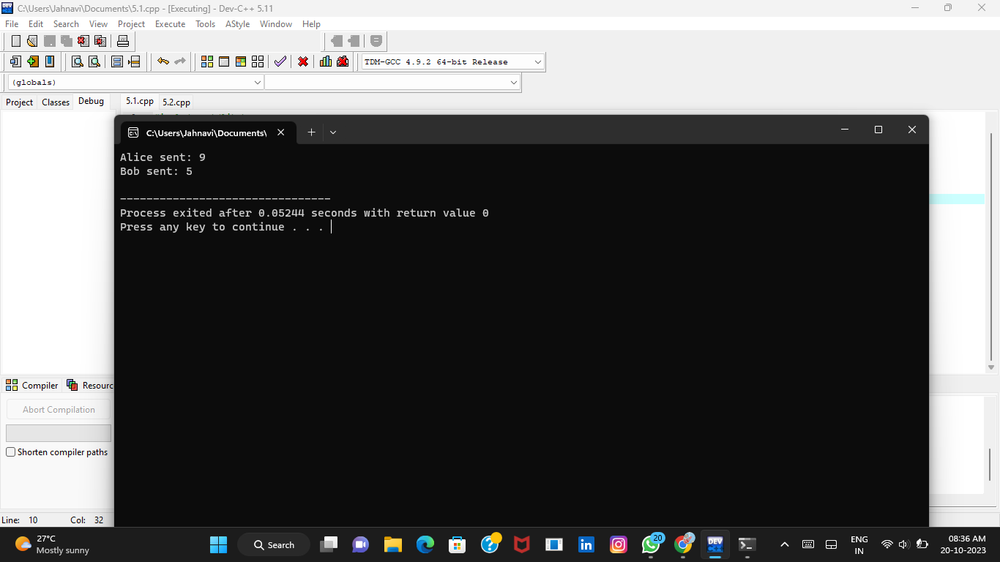 C:\Users\Jahnavi\Documents\5.1.cpp - [Executing] - Dev-C++ 5.11
File Edit Search View Project Execute Tools AStyle Window Help
TDM-GCC 4.9.2 64-bit Release
(globals)
Project Classes Debug 5.1.cpp 5.2.cpp
C:\Users\Jahnavi\Documents\
Alice sent: 9
Bob sent: 5
--------------------------------
Process exited after 0.05244 seconds with return value 0
Press any key to continue . . .
Compiler Resourc
Abort Compilation
Shorten compiler paths
Line: 10 Col: 32
27°C
Mostly sunny
Search
DEV
20
ENG
IN
08:36 AM
20-10-2023